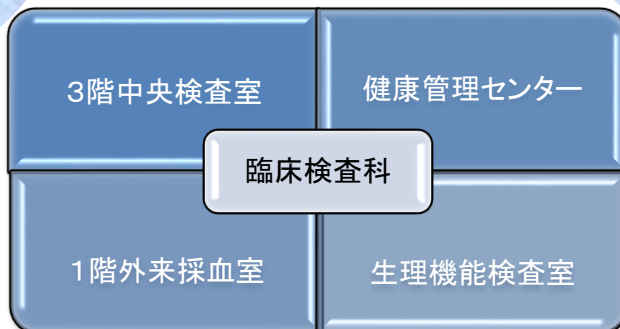 3階中央検査室
健康管理センター
臨床検査科
1階外来採血室
生理機能検査室